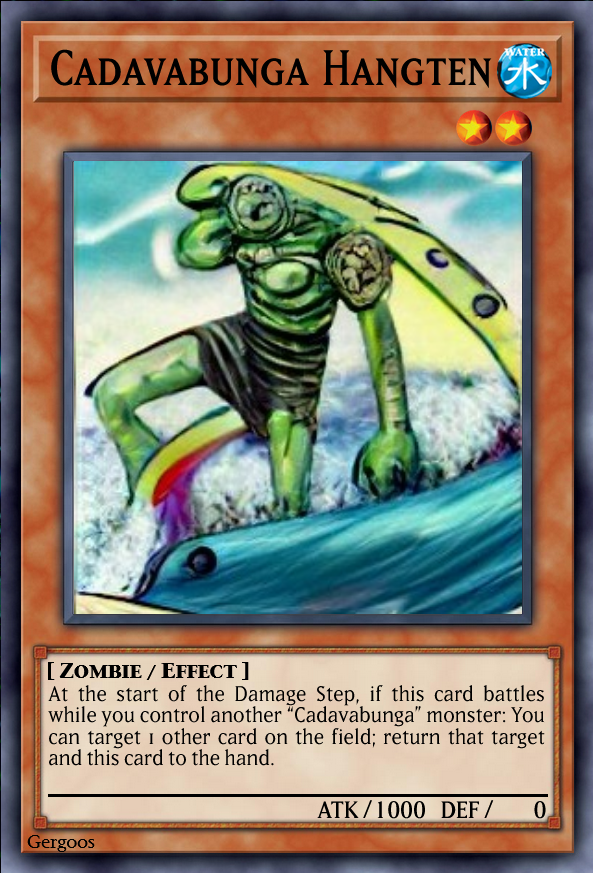 Cadavabunga Hangten
WATER
水
[ Zombie / Effect ]
At the start of the Damage Step, if this card battles
while you control another “Cadavabunga” monster: You
can target 1 other card on the field; return that target
and this card to the hand.
ATK / 1000 DEF / 0
Gergoos